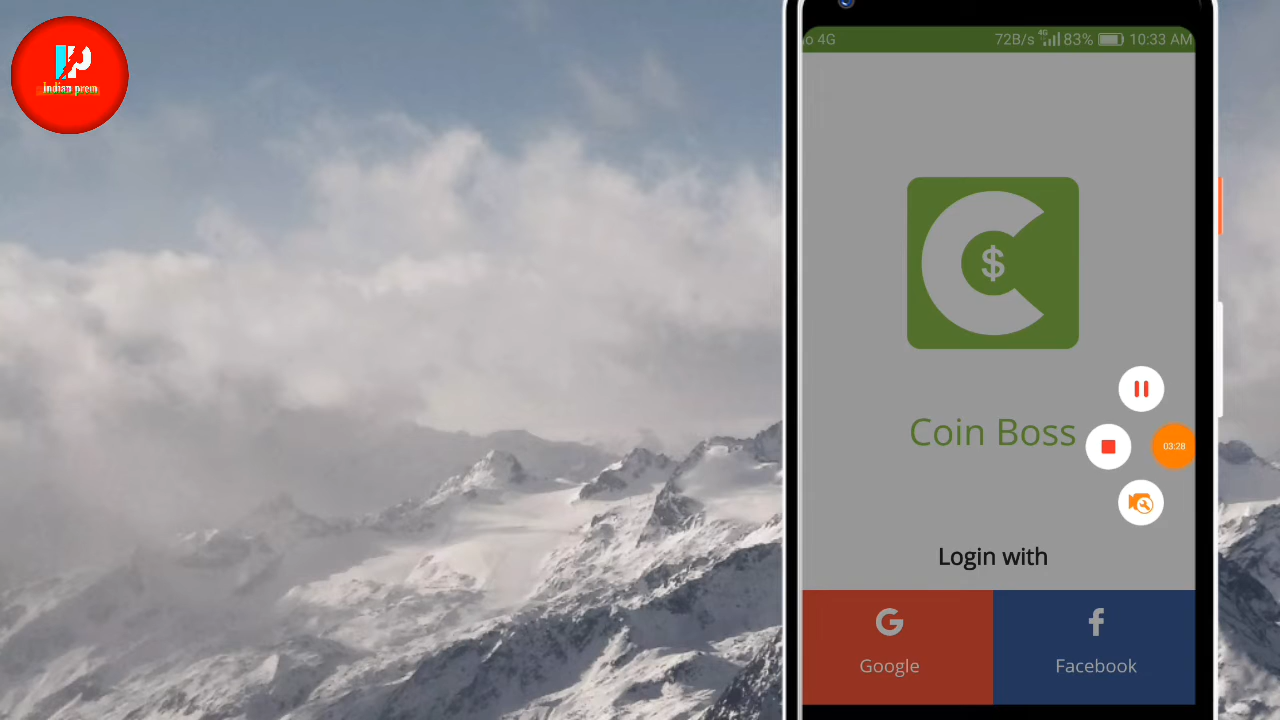 indian prem
o 4G
72B/s 4G 83% 10:33 AM
$
Coin Boss
03:28
Login with
G
f
Google
Facebook